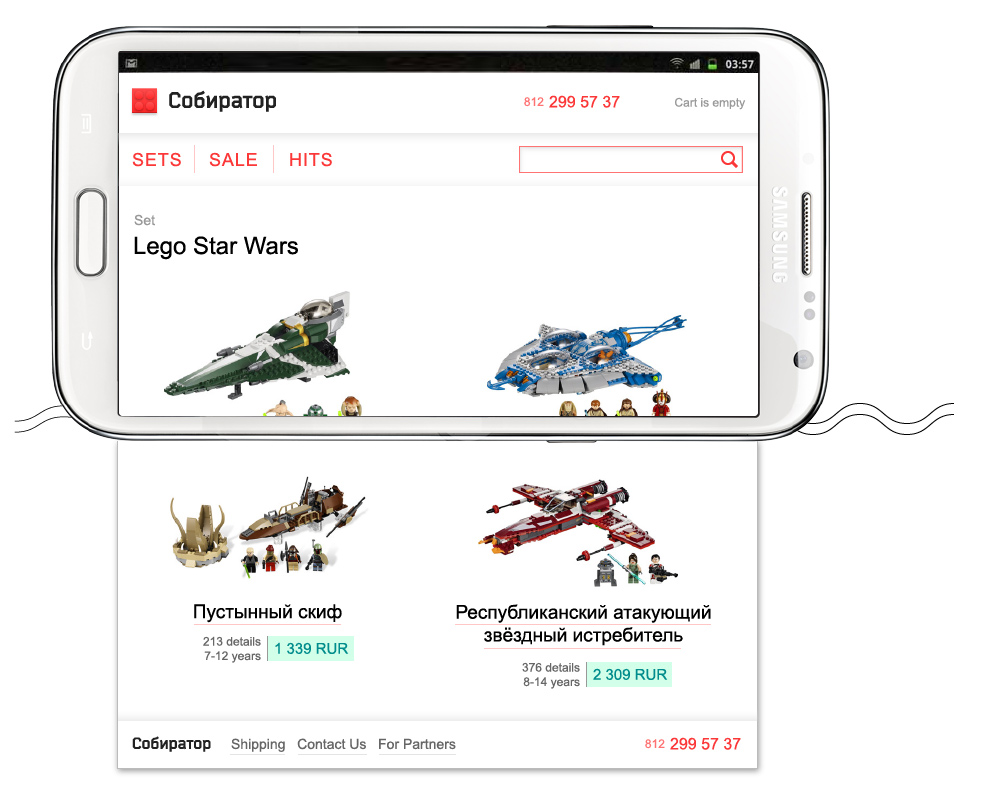 03:57
Собиратор
812 299 57 37
Cart is empty
SETS
SALE
HITS
Set
Lego Star Wars
SAMSUNG
Пустынный скиф
213 details
7-12 years
1 339 RUR
Республиканский атакующий
звёздный истребитель
376 details
8-14 years
2 309 RUR
Собиратор
Shipping
Contact Us
For Partners
812 299 57 37